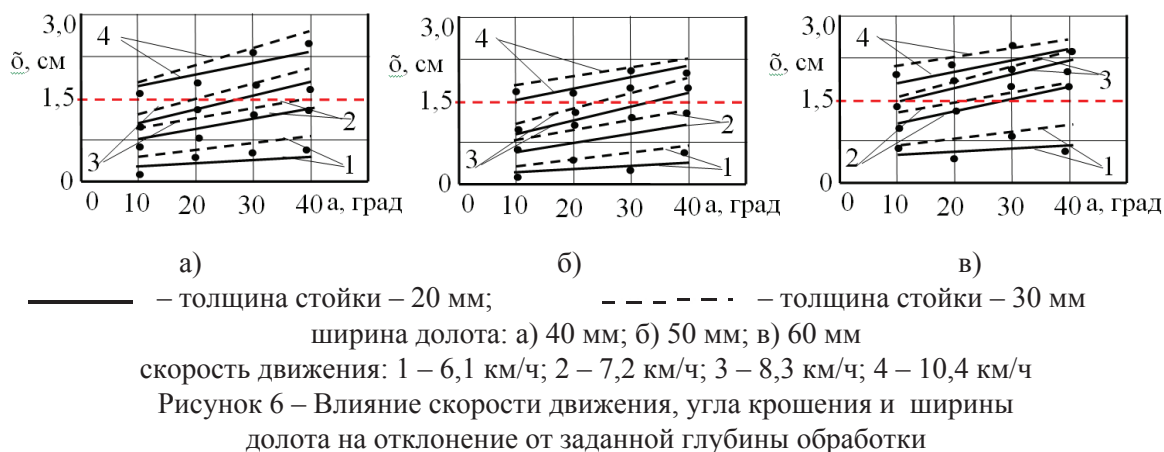 3,0
õ, см
1,5
0
4
3
2
1
0 10 20 30 40 а, град
3,0
õ, см
1,5
0
4
3
2
1
0 10 20 30 40 а, град
3,0
õ, см
1,5
0
4
3
2
1
0 10 20 30 40 а, град
а) б) в)
– толщина стойки – 20 мм; – толщина стойки – 30 мм
ширина долота: а) 40 мм; б) 50 мм; в) 60 мм
скорость движения: 1 – 6,1 км/ч; 2 – 7,2 км/ч; 3 – 8,3 км/ч; 4 – 10,4 км/ч
Рисунок 6 – Влияние скорости движения, угла крошения и ширины
долота на отклонение от заданной глубины обработки